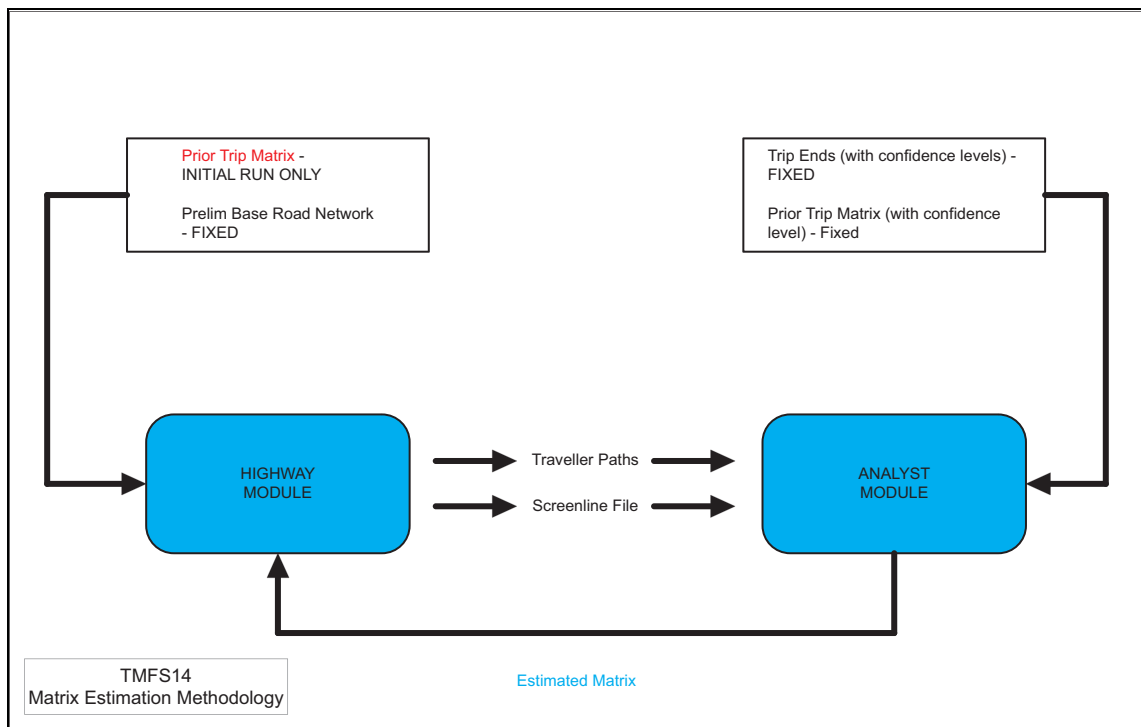 Prior Trip Matrix -
INITIAL RUN ONLY
Prelim Base Road Network
- FIXED
Trip Ends (with confidence levels) -
FIXED
Prior Trip Matrix (with confidence
level) - Fixed
HIGHWAY
MODULE
Traveller Paths
Screenline File
ANALYST
MODULE
TMFS14
Matrix Estimation Methodology
Estimated Matrix